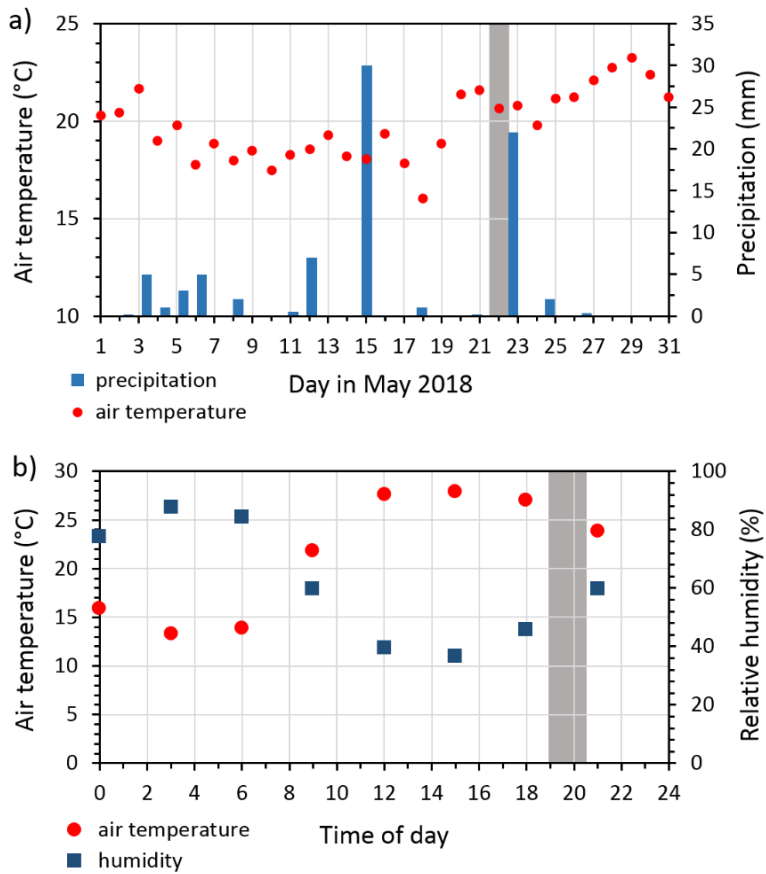 a)
25
20
15
10
Air temperature (°C)
35
30
25
20
15
10
5
0
Precipitation (mm)
1 3 5 7 9 11 13 15 17 19 21 23 25 27 29 31
Day in May 2018
precipitation
air temperature
b)
30
25
20
15
10
5
0
Air temperature (°C)
100
80
60
40
20
0
Relative humidity (%)
0 2 4 6 8 10 12 14 16 18 20 22 24
Time of day
air temperature
humidity